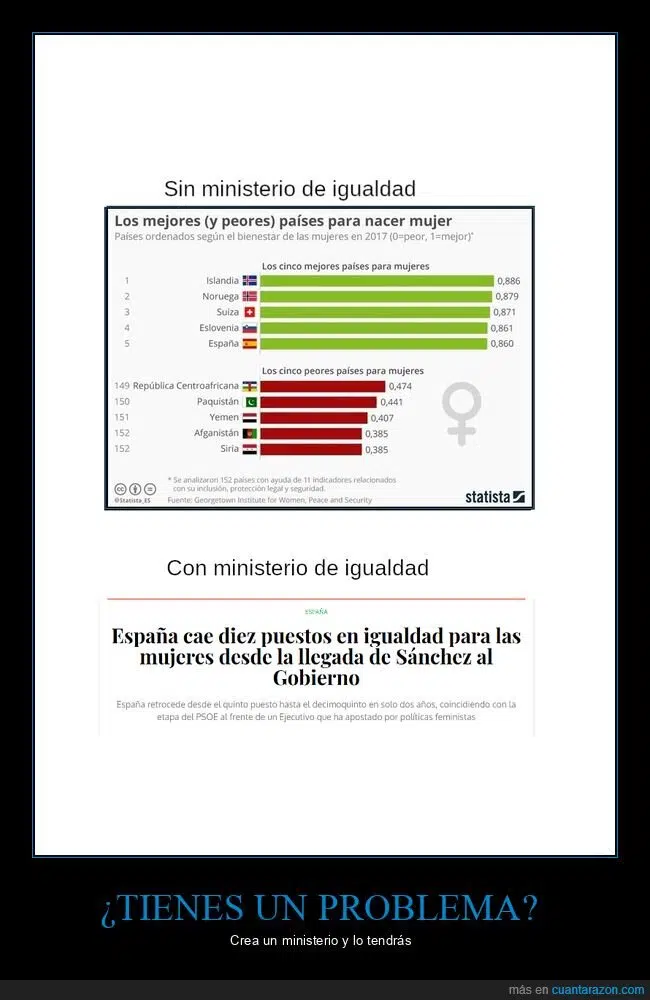 Sin ministerio de igualdad
Los mejores (y peores) países para nacer mujer
Países ordenados según el bienestar de las mujeres en 2017 (0=peor, 1=mejor)*
Los cinco mejores países para mujeres
1 Islandia 0,886
2 Noruega 0,879
3 Suiza 0,871
4 Eslovenia 0,861
5 España 0,860
Los cinco peores países para mujeres
149 República Centroafricana 0,474
150 Paquistán 0,441
151 Yemen 0,407
152 Afganistán 0,385
152 Siria 0,385
* Se analizaron 152 países con ayuda de 11 indicadores relacionados
con su inclusión, protección legal y seguridad.
@Statista_ES Fuente: Georgetown Institute for Women, Peace and Security
statista
Con ministerio de igualdad
ESPAÑA
España cae diez puestos en igualdad para las
mujeres desde la llegada de Sánchez al
Gobierno
España retrocede desde el quinto puesto hasta el decimoquinto en solo dos años, coincidiendo con la
etapa del PSOE al frente de un Ejecutivo que ha apostado por políticas feministas
¿TIENES UN PROBLEMA?
Crea un ministerio y lo tendrás
más en cuantarazon.com